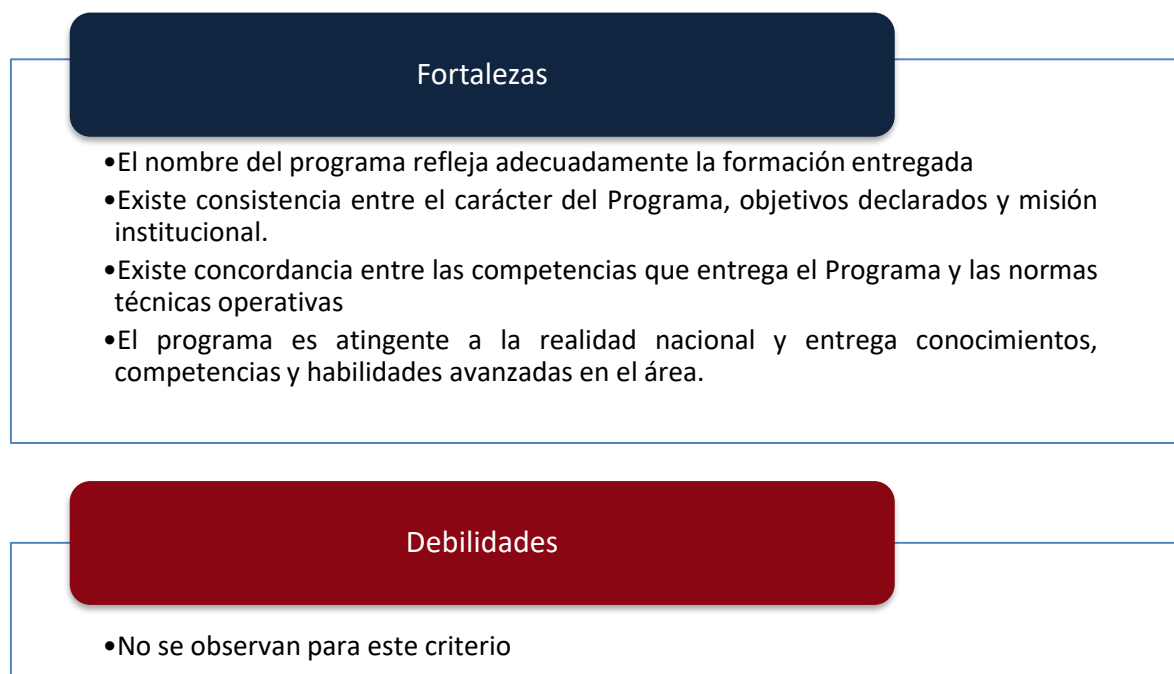 Fortalezas
•El nombre del programa refleja adecuadamente la formación entregada
•Existe consistencia entre el carácter del Programa, objetivos declarados y misión
institucional.
•Existe concordancia entre las competencias que entrega el Programa y las normas
técnicas operativas
•El programa es atingente a la realidad nacional y entrega conocimientos,
competencias y habilidades avanzadas en el área.
Debilidades
•No se observan para este criterio